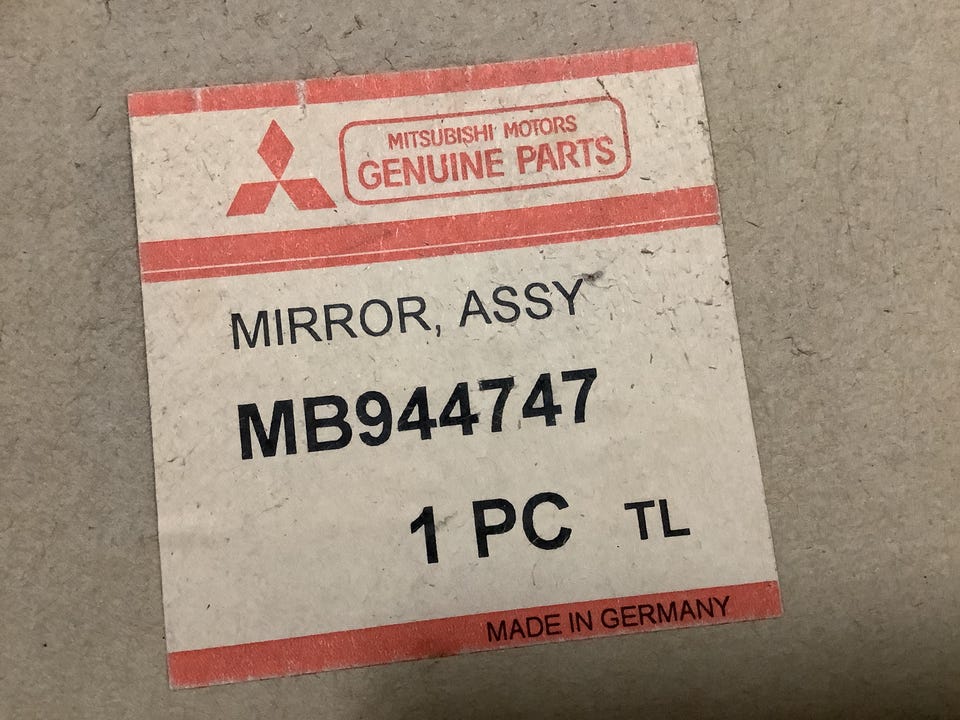 MITSUBISHI MOTORS
GENUINE PARTS
MIRROR, ASSY
MB944747
1 PC TL
MADE IN GERMANY